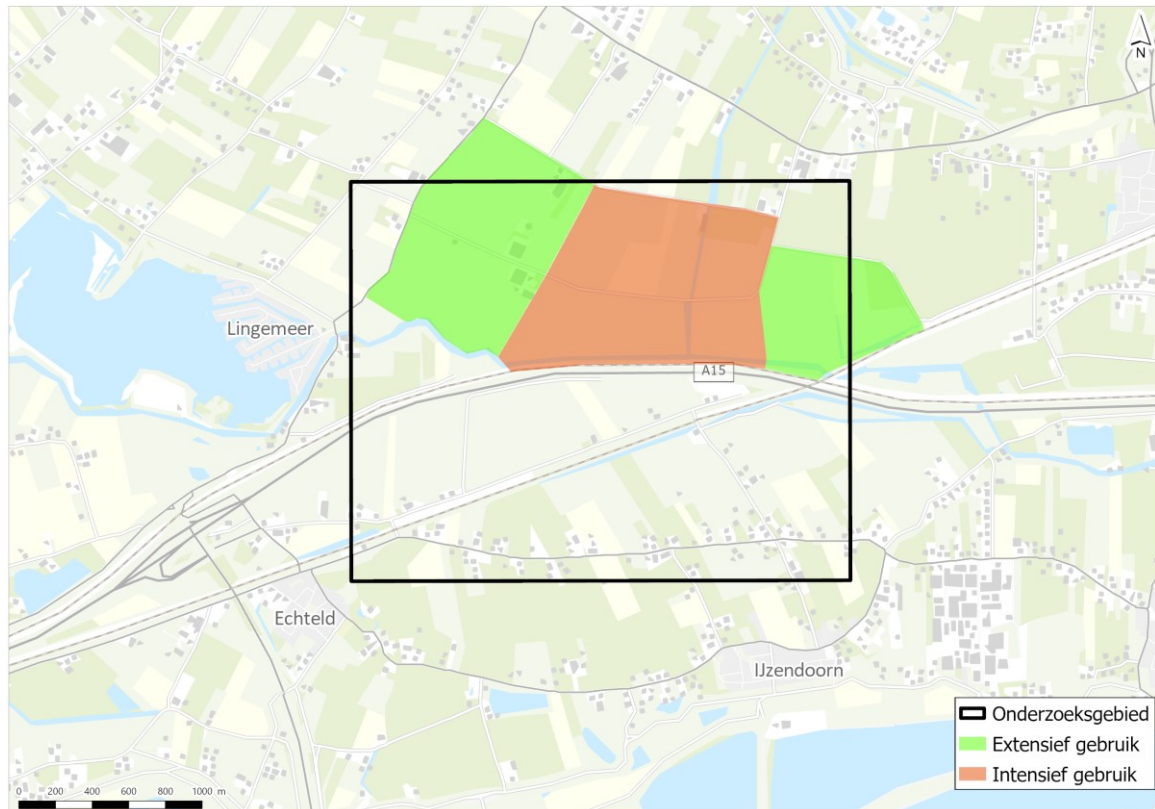 N
Lingemeer
A15
Echteld
IJzendoorn
Onderzoeksgebied
Extensief gebruik
Intensief gebruik
0 200 400 600 800 1000 m